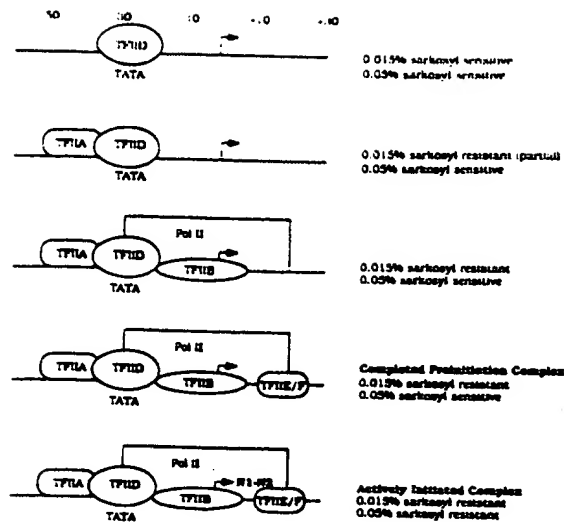 TFIID
TATA
0.015% sarkosyl sensitive
0.05% sarkosyl sensitive
TFIIA TFIID
TATA
0.015% sarkosyl resistant (partial)
0.05% sarkosyl sensitive
Pol II
TFIIA TFIID TFIIB
TATA
0.015% sarkosyl resistant
0.05% sarkosyl sensitive
Pol II
TFIIA TFIID TFIIB TFIIE/F
TATA
Completed Preinitiation Complex
0.015% sarkosyl resistant
0.05% sarkosyl sensitive
Pol II N1-N2
TFIIA TFIID TFIIB TFIIE/F
TATA
Actively Initiated Complex
0.015% sarkosyl resistant
0.05% sarkosyl resistant